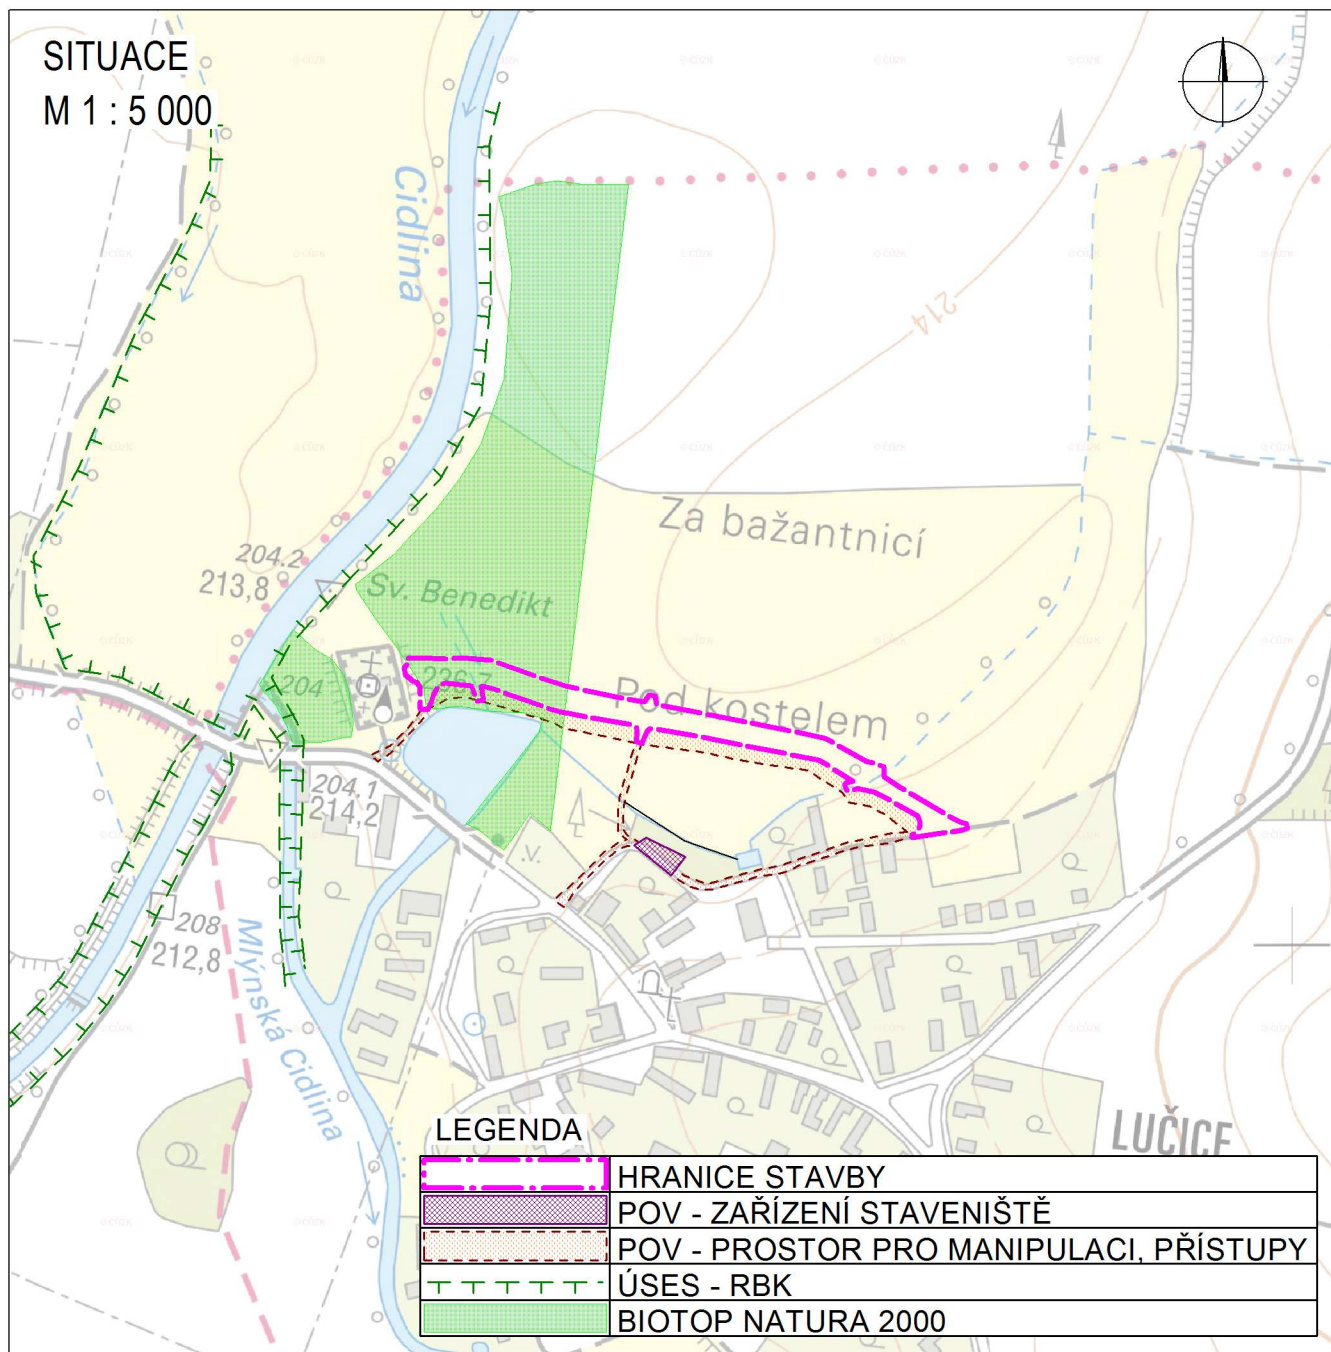 SITUACE
M 1 : 5 000
Cidlina
214
Za bažantnicí
204.2
213,8
Sv. Benedikt
204
226.7
Pod kostelem
204.1
214,2
.v.
208
212,8
Mlýnská Cidlina
LUČICE
LEGENDA
HRANICE STAVBY
POV - ZAŘÍZENÍ STAVENIŠTĚ
POV - PROSTOR PRO MANIPULACI, PŘÍSTUPY
ÚSES - RBK
BIOTOP NATURA 2000